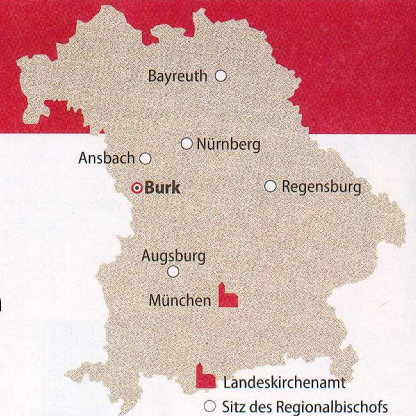 Bayreuth
Nürnberg
Ansbach
Burk
Regensburg
Augsburg
München
Landeskirchenamt
Sitz des Regionalbischofs